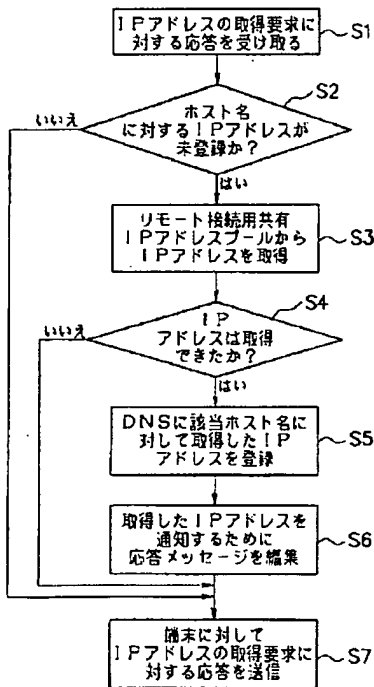 IPアドレスの取得要求に
対する応答を受け取る
S1
S2
ホスト名
に対するIPアドレスが
未登録か?
いいえ
はい
リモート接続用共有
IPアドレスプールから
IPアドレスを取得
S3
S4
IP
アドレスは取得
できたか?
いいえ
はい
DNSに該当ホスト名に
対して取得したIP
アドレスを登録
S5
取得したIPアドレスを
通知するために
応答メッセージを編集
S6
端末に対して
IPアドレスの取得要求に
対する応答を送信
S7